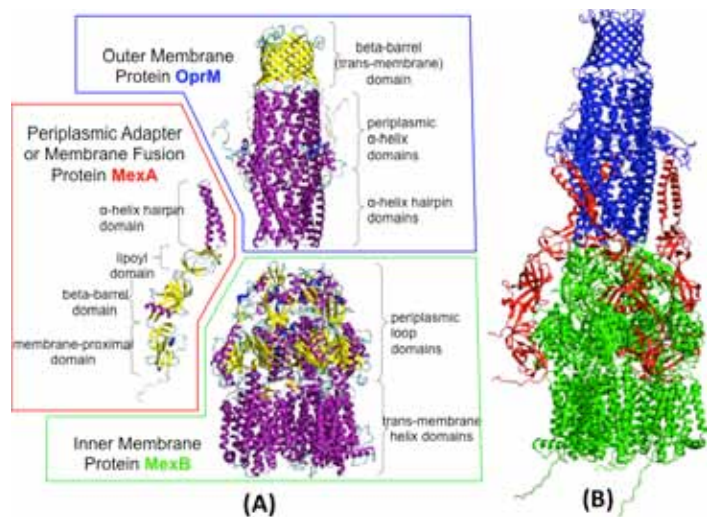 Outer Membrane
Protein OprM
beta-barrel
(trans-membrane)
domain
periplasmic
α-helix
domains
α-helix hairpin
domains
Periplasmic Adapter
or Membrane Fusion
Protein MexA
α-helix hairpin
domain
lipoyl
domain
beta-barrel
domain
membrane-proximal
domain
periplasmic
loop
domains
trans-membrane
helix domains
Inner Membrane
Protein MexB
(A)
(B)